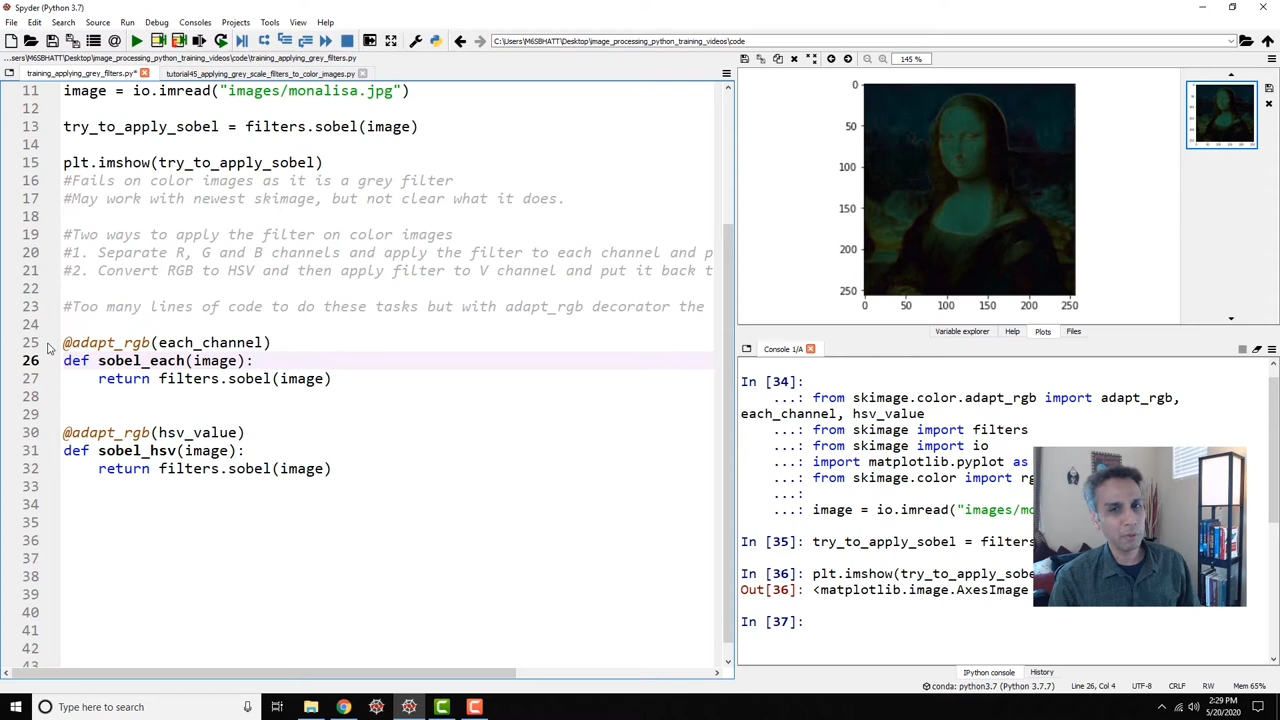 Spyder (Python 3.7)
File Edit Search Source Run Debug Consoles Projects Tools View Help
C:\Users\M6SBHATT\Desktop\image_processing_python_training_videos\code
...ers\M6SBHATT\Desktop\image_processing_python_training_videos\code\training_applying_grey_filters.py
training_applying_grey_filters.py* tutorial45_applying_grey_scale_filters_to_color_images.py
11 image = io.imread("images/monalisa.jpg")
12
13 try_to_apply_sobel = filters.sobel(image)
14
15 plt.imshow(try_to_apply_sobel)
16 #Fails on color images as it is a grey filter
17 #May work with newest skimage, but not clear what it does.
18
19 #Two ways to apply the filter on color images
20 #1. Separate R, G and B channels and apply the filter to each channel and p
21 #2. Convert RGB to HSV and then apply filter to V channel and put it back t
22
23 #Too many lines of code to do these tasks but with adapt_rgb decorator the
24
25 @adapt_rgb(each_channel)
26 def sobel_each(image):
27 return filters.sobel(image)
28
29
30 @adapt_rgb(hsv_value)
31 def sobel_hsv(image):
32 return filters.sobel(image)
33
34
35
36
37
38
39
40
41
42
43
145 %
0
50
100
150
200
250
0 50 100 150 200 250
Variable explorer Help Plots Files
Console 1/A
In [34]:
...: from skimage.color.adapt_rgb import adapt_rgb,
each_channel, hsv_value
...: from skimage import filters
...: from skimage import io
...: import matplotlib.pyplot as
...: from skimage.color import rg
...:
...: image = io.imread("images/mo
In [35]: try_to_apply_sobel = filters
In [36]: plt.imshow(try_to_apply_sobe
Out[36]: <matplotlib.image.AxesImage
In [37]:
IPython console History
conda: python3.7 (Python 3.7.7) Line 26, Col 4 UTF-8 CRLF RW Mem 65%
Type here to search
2:29 PM
5/20/2020